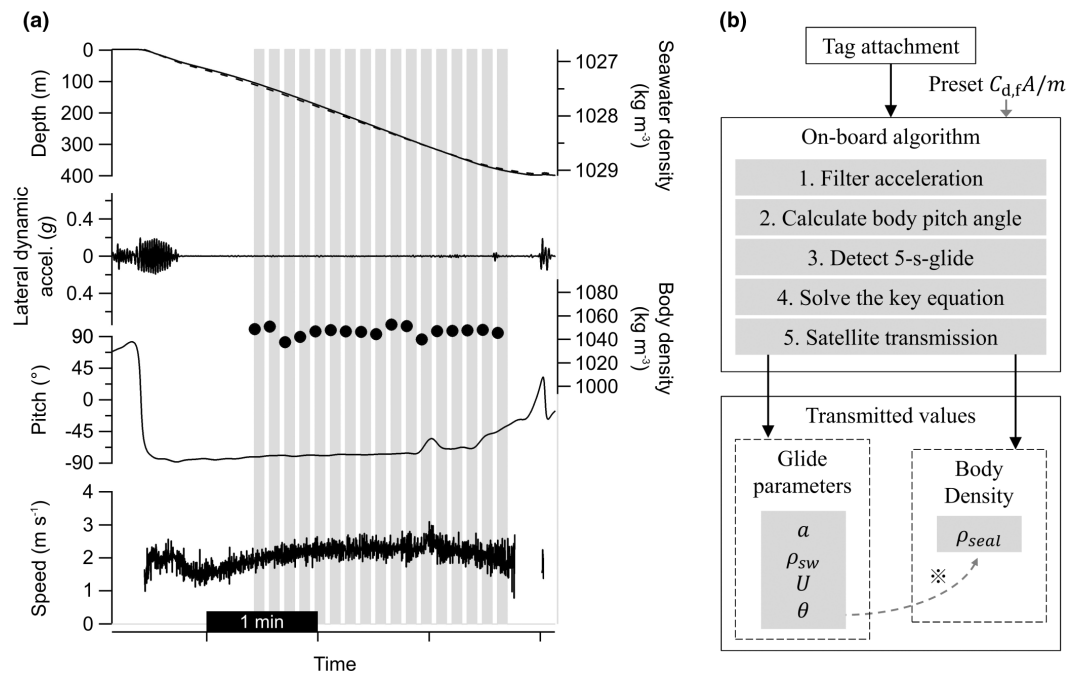 (a)
Depth (m)
0
100
200
300
400
Seawater density
(kg m⁻³)
1027
1028
1029
Lateral dynamic
accel. (g)
0.4
0
0.4
Body density
(kg m⁻³)
1080
1060
1040
1020
1000
Pitch (°)
90
45
0
-45
-90
Speed (m s⁻¹)
4
3
2
1
0
1 min
Time
(b)
Tag attachment
Preset C_d,f A/m
On-board algorithm
1. Filter acceleration
2. Calculate body pitch angle
3. Detect 5-s-glide
4. Solve the key equation
5. Satellite transmission
Transmitted values
Glide
parameters
a
ρ_sw
U
θ
Body
Density
ρ_seal
※